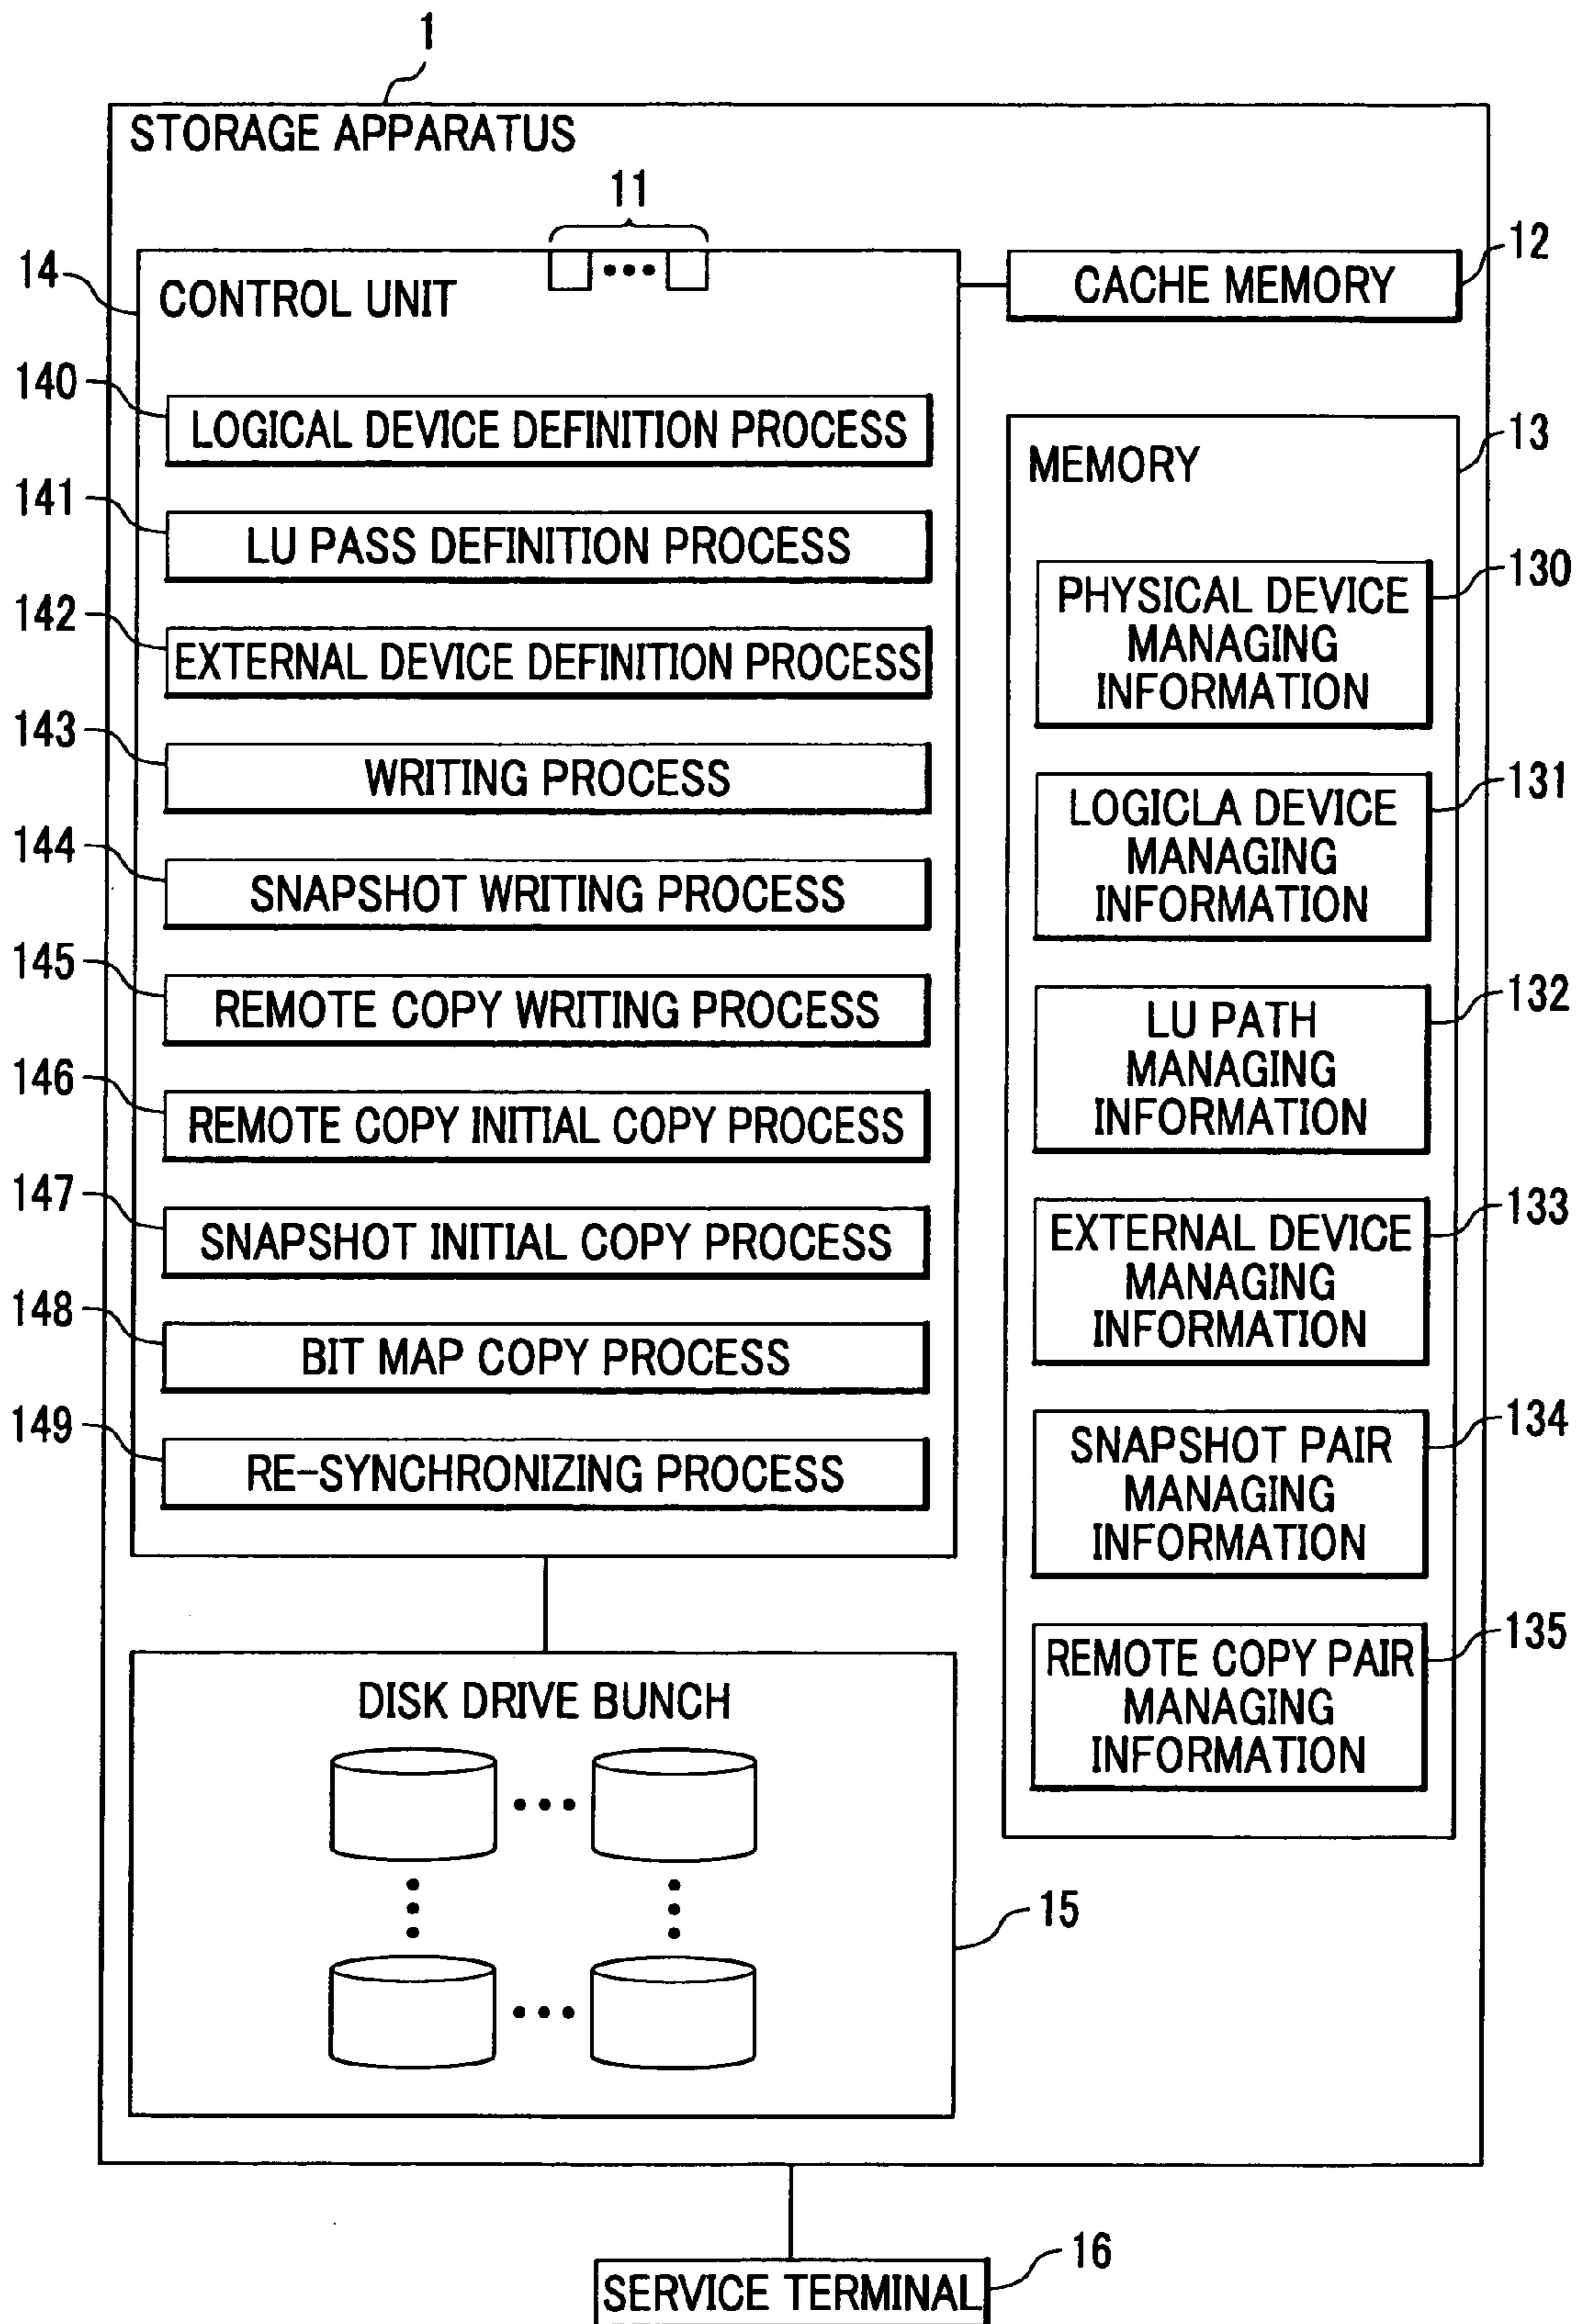 1
STORAGE APPARATUS
11
14
CONTROL UNIT
140
LOGICAL DEVICE DEFINITION PROCESS
141
LU PASS DEFINITION PROCESS
142
EXTERNAL DEVICE DEFINITION PROCESS
143
WRITING PROCESS
144
SNAPSHOT WRITING PROCESS
145
REMOTE COPY WRITING PROCESS
146
REMOTE COPY INITIAL COPY PROCESS
147
SNAPSHOT INITIAL COPY PROCESS
148
BIT MAP COPY PROCESS
149
RE-SYNCHRONIZING PROCESS
12
CACHE MEMORY
13
MEMORY
130
PHYSICAL DEVICE
MANAGING
INFORMATION
131
LOGICLA DEVICE
MANAGING
INFORMATION
132
LU PATH
MANAGING
INFORMATION
133
EXTERNAL DEVICE
MANAGING
INFORMATION
134
SNAPSHOT PAIR
MANAGING
INFORMATION
135
REMOTE COPY PAIR
MANAGING
INFORMATION
DISK DRIVE BUNCH
15
16
SERVICE TERMINAL